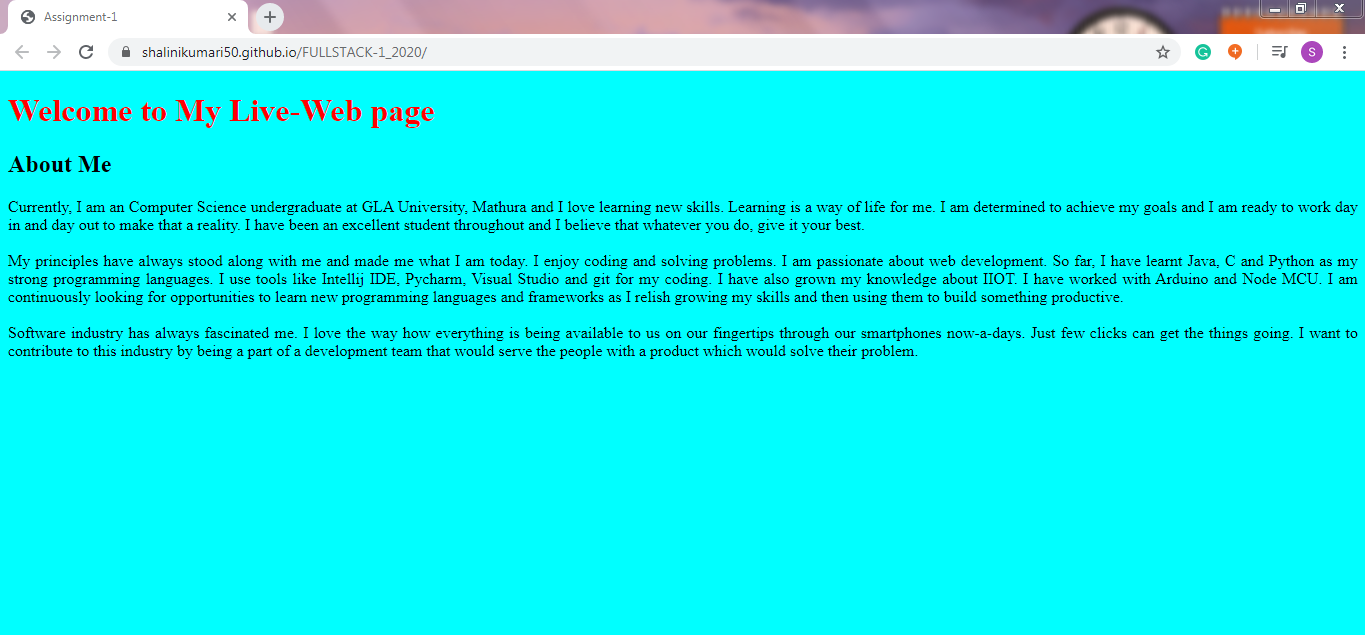 Assignment-1
shalinikumari50.github.io/FULLSTACK-1_2020/
S
Welcome to My Live-Web page
About Me
Currently, I am an Computer Science undergraduate at GLA University, Mathura and I love learning new skills. Learning is a way of life for me. I am determined to achieve my goals and I am ready to work day
in and day out to make that a reality. I have been an excellent student throughout and I believe that whatever you do, give it your best.
My principles have always stood along with me and made me what I am today. I enjoy coding and solving problems. I am passionate about web development. So far, I have learnt Java, C and Python as my
strong programming languages. I use tools like Intellij IDE, Pycharm, Visual Studio and git for my coding. I have also grown my knowledge about IIOT. I have worked with Arduino and Node MCU. I am
continuously looking for opportunities to learn new programming languages and frameworks as I relish growing my skills and then using them to build something productive.
Software industry has always fascinated me. I love the way how everything is being available to us on our fingertips through our smartphones now-a-days. Just few clicks can get the things going. I want to
contribute to this industry by being a part of a development team that would serve the people with a product which would solve their problem.